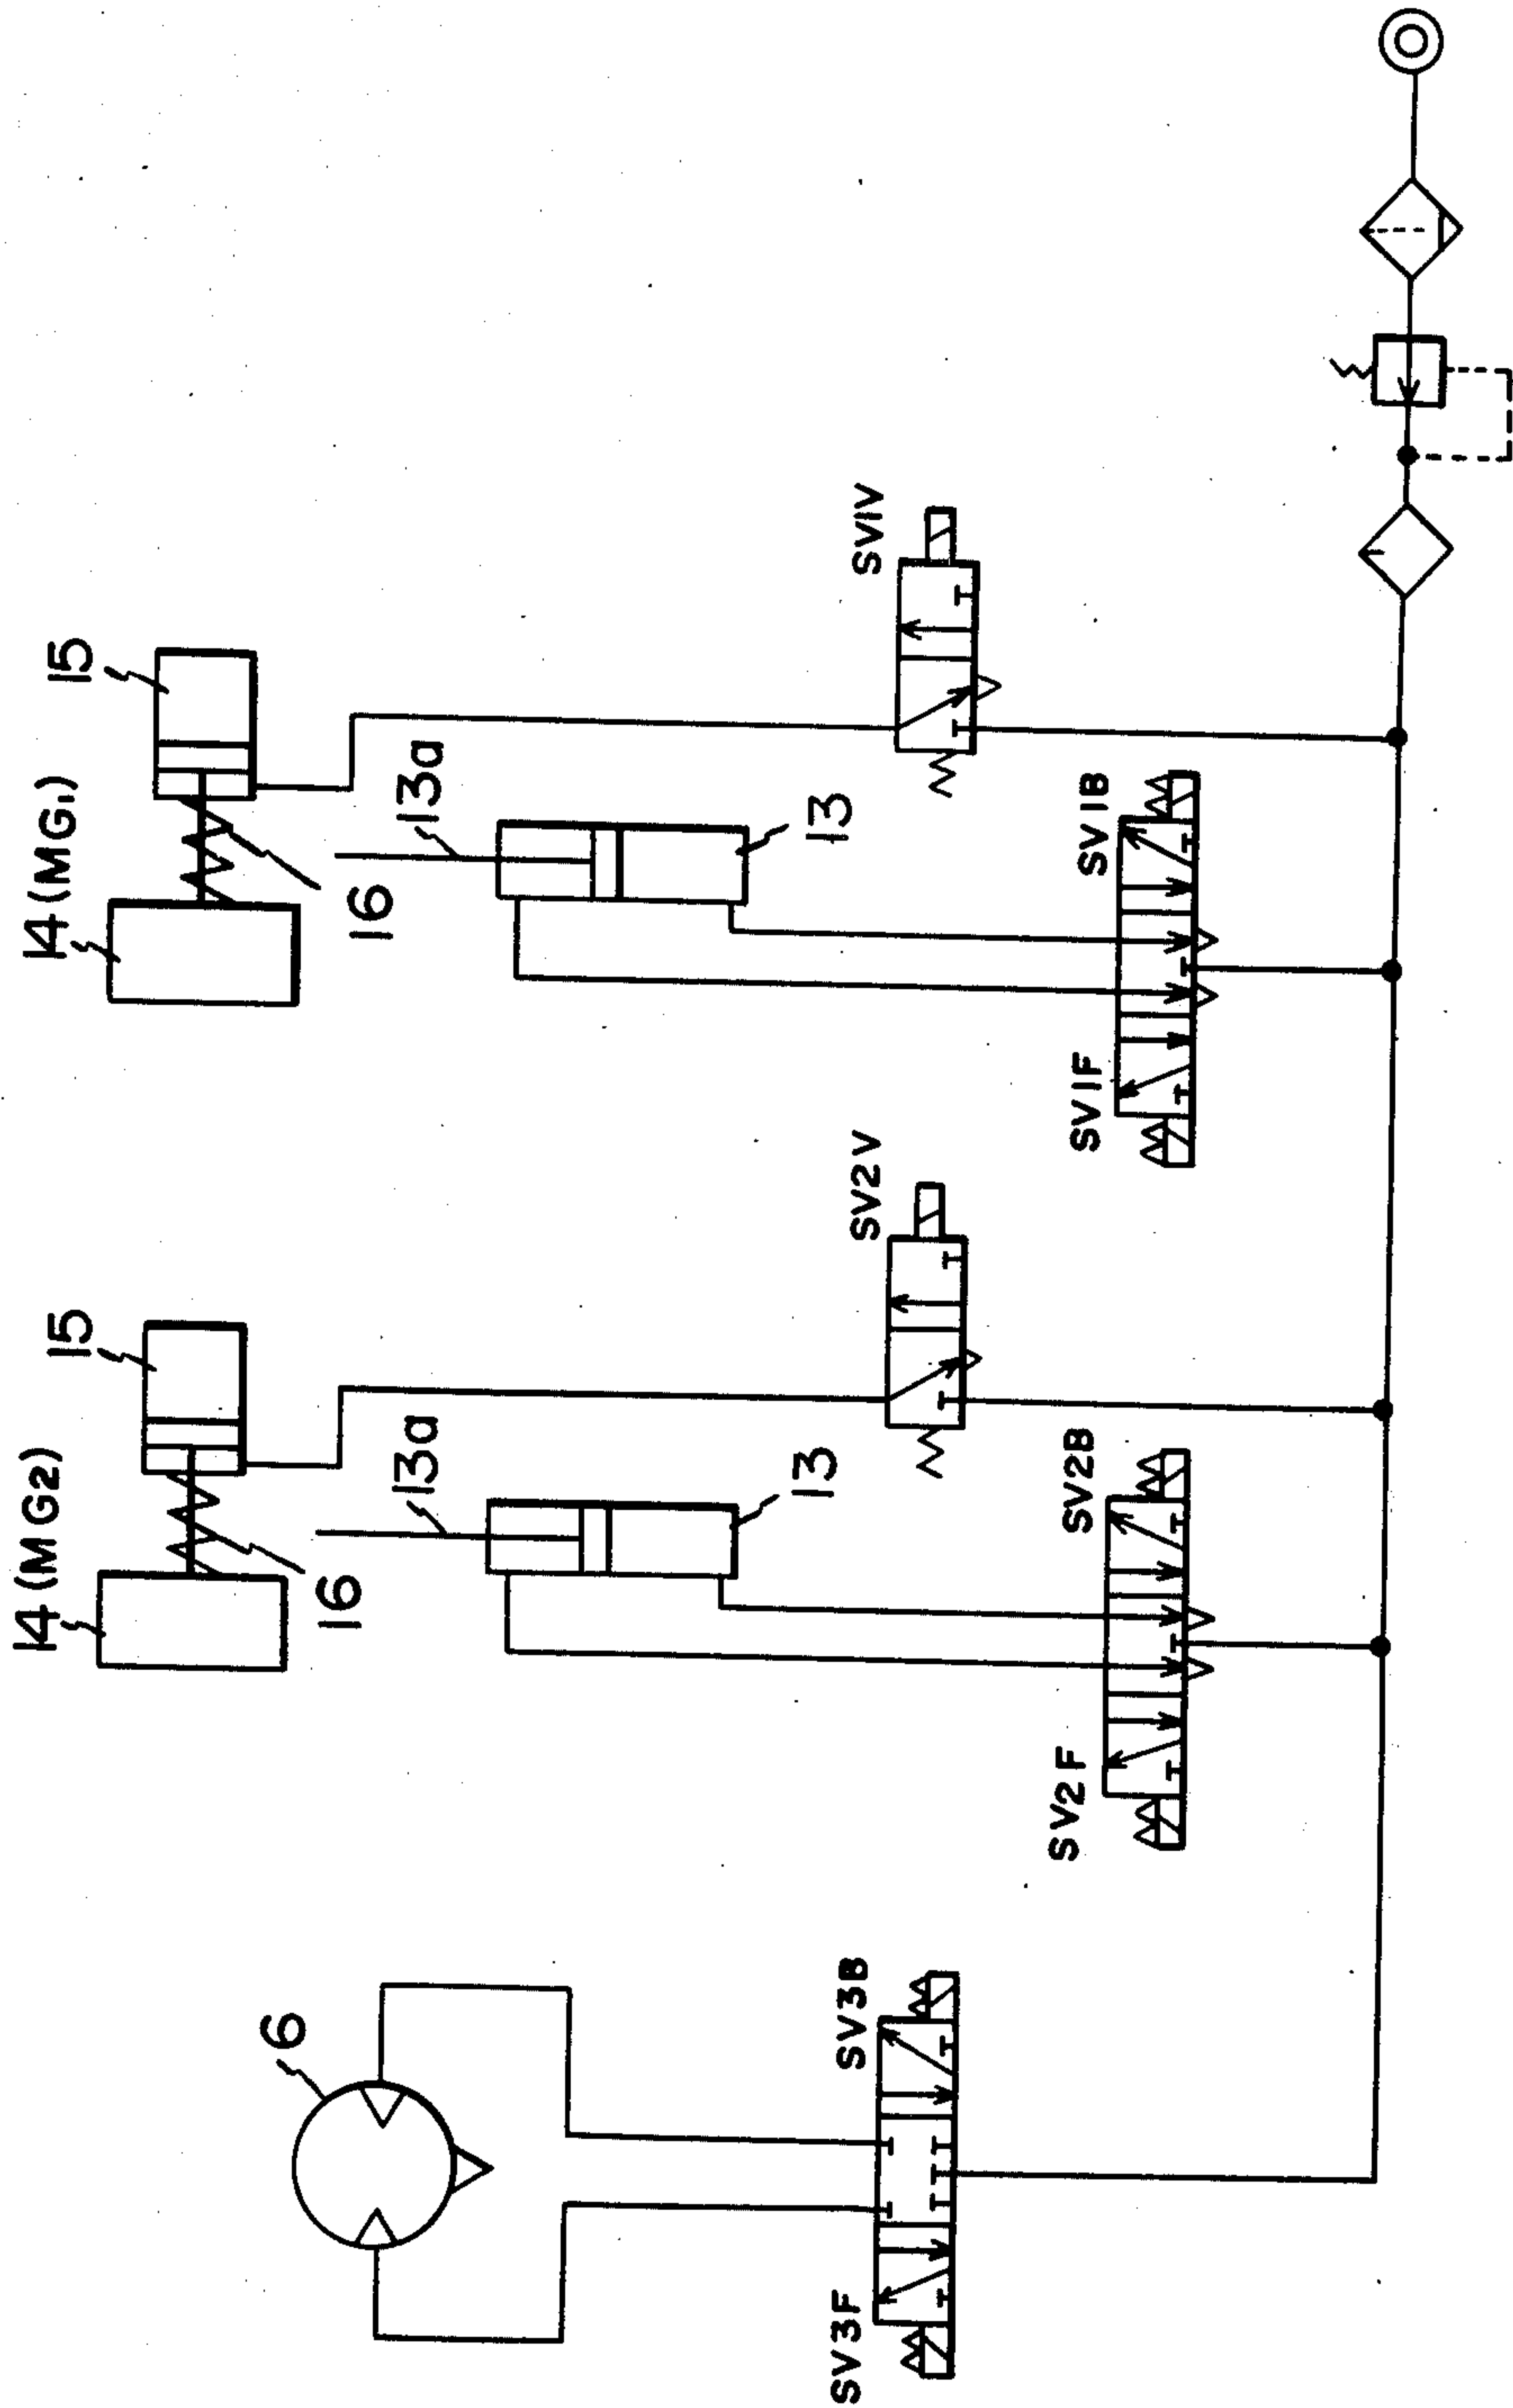 14 (MG1)
15
16
13a
13
SV1V
SV1B
SV1F
14 (MG2)
15
16
13a
13
SV2V
SV2B
SV2F
6
SV3B
SV3F